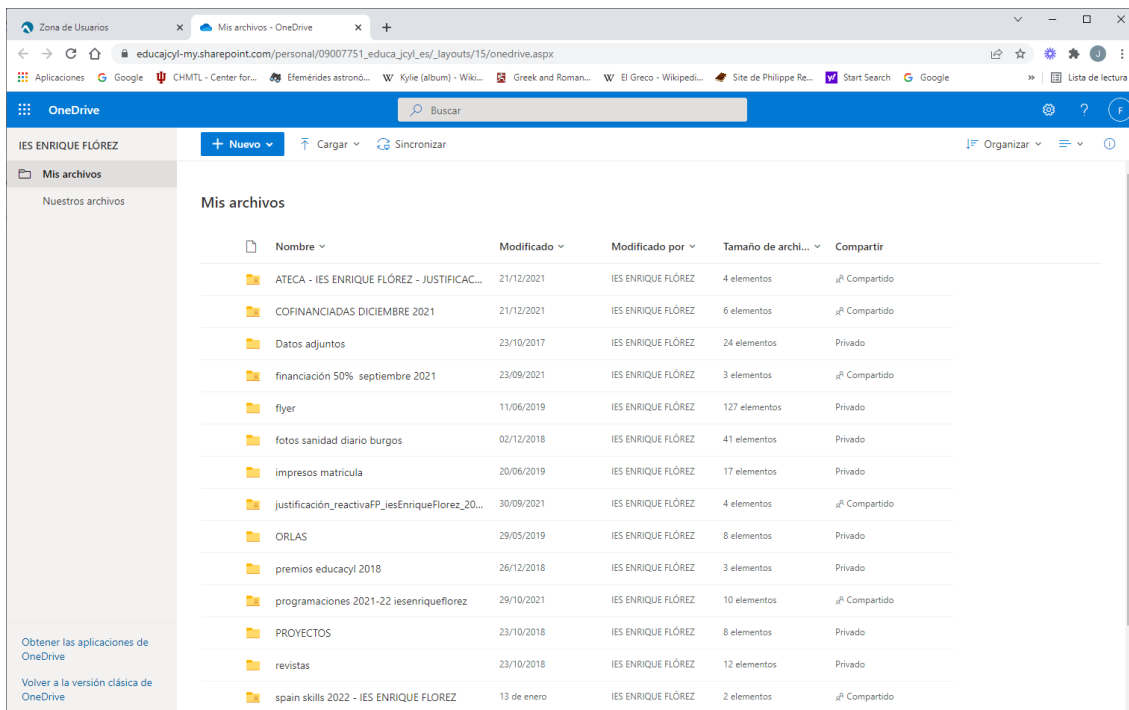 Zona de Usuarios
Mis archivos - OneDrive
educajcyl-my.sharepoint.com/personal/09007751_educa_jcyl_es/_layouts/15/onedrive.aspx
J
Aplicaciones
Google
CHMTL - Center for...
Efemérides astronó...
Kylie (album) - Wiki...
Greek and Roman...
El Greco - Wikipedi...
Site de Philippe Re...
Start Search
Google
»
Lista de lectura
OneDrive
Buscar
?
F
IES ENRIQUE FLÓREZ
+ Nuevo
Cargar
Sincronizar
Organizar
Mis archivos
Nuestros archivos
Mis archivos
Nombre Modificado Modificado por Tamaño de archi... Compartir
ATECA - IES ENRIQUE FLÓREZ - JUSTIFICAC... 21/12/2021 IES ENRIQUE FLÓREZ 4 elementos Compartido
COFINANCIADAS DICIEMBRE 2021 21/12/2021 IES ENRIQUE FLÓREZ 6 elementos Compartido
Datos adjuntos 23/10/2017 IES ENRIQUE FLÓREZ 24 elementos Privado
financiación 50% septiembre 2021 23/09/2021 IES ENRIQUE FLÓREZ 3 elementos Compartido
flyer 11/06/2019 IES ENRIQUE FLÓREZ 127 elementos Privado
fotos sanidad diario burgos 02/12/2018 IES ENRIQUE FLÓREZ 41 elementos Privado
impresos matricula 20/06/2019 IES ENRIQUE FLÓREZ 17 elementos Privado
justificación_reactivaFP_iesEnriqueFlorez_20... 30/09/2021 IES ENRIQUE FLÓREZ 4 elementos Compartido
ORLAS 29/05/2019 IES ENRIQUE FLÓREZ 8 elementos Privado
premios educacyl 2018 26/12/2018 IES ENRIQUE FLÓREZ 3 elementos Privado
programaciones 2021-22 iesenriqueflorez 29/10/2021 IES ENRIQUE FLÓREZ 10 elementos Compartido
PROYECTOS 23/10/2018 IES ENRIQUE FLÓREZ 8 elementos Privado
revistas 23/10/2018 IES ENRIQUE FLÓREZ 12 elementos Privado
spain skills 2022 - IES ENRIQUE FLOREZ 13 de enero IES ENRIQUE FLÓREZ 2 elementos Compartido
Obtener las aplicaciones de
OneDrive
Volver a la versión clásica de
OneDrive